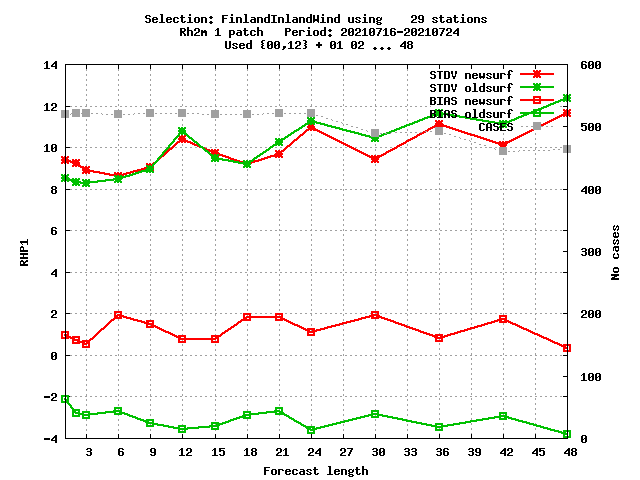 Selection: FinlandInlandWind using    29 stations
Rh2m 1 patch   Period: 20210716-20210724
Used {00,12} + 01 02 ... 48
14
12
10
8
6
4
2
0
-2
-4
600
500
400
300
200
100
0
STDV newsurf
STDV oldsurf
BIAS newsurf
BIAS oldsurf
CASES
RHP1
No cases
3 6 9 12 15 18 21 24 27 30 33 36 39 42 45 48
Forecast length